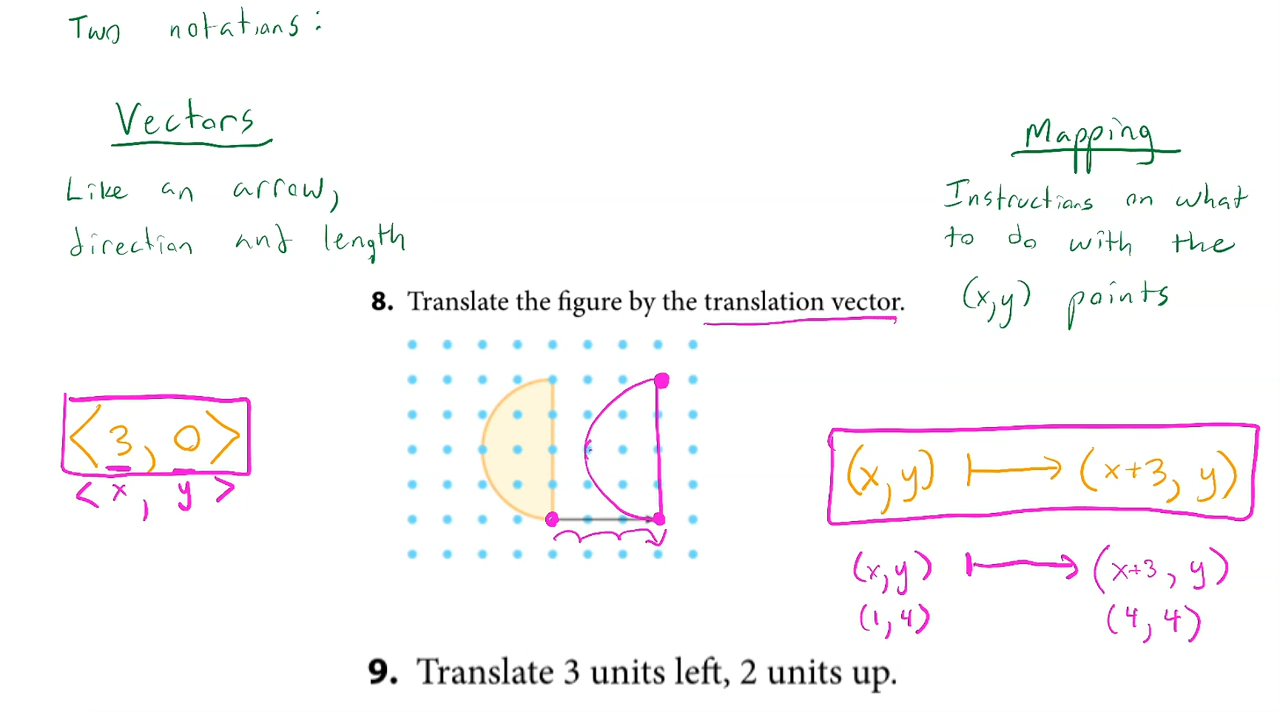 Two notations:
Vectors
Like an arrow,
direction and length
Mapping
Instructions on what
to do with the
(x,y) points
8. Translate the figure by the translation vector.
<3, 0>
<x, y>
(x,y) ↦ (x+3, y)
(x,y) ↦ (x+3, y)
(1,4) (4,4)
9. Translate 3 units left, 2 units up.